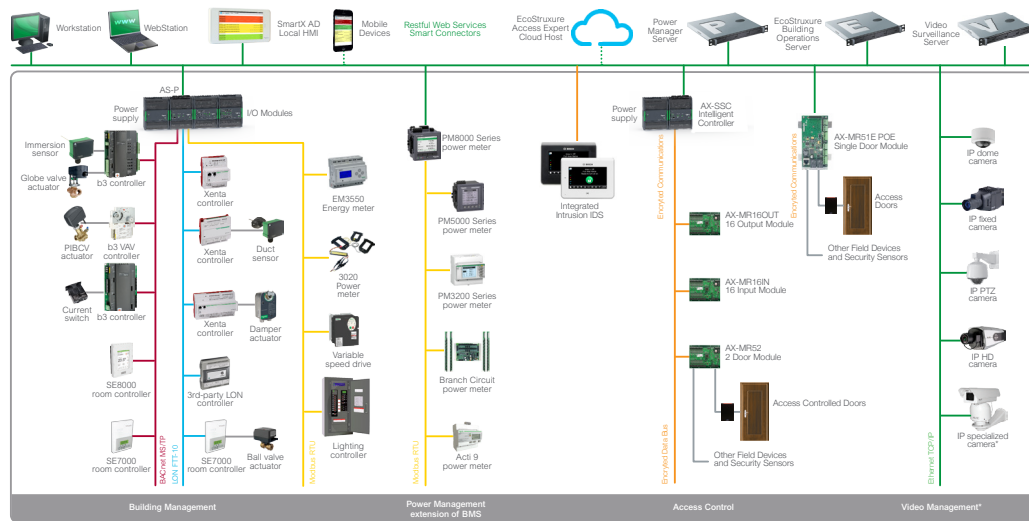 Workstation
WebStation
SmartX AD
Local HMI
Mobile
Devices
Restful Web Services
Smart Connectors
EcoStruxure
Access Expert
Cloud Host
Power
Manager
Server
P
EcoStruxure
Building
Operations
Server
E
Video
Surveillance
Server
V
AS-P
Power
supply
I/O Modules
Immersion
sensor
Globe valve
actuator
b3 controller
PIBCV
actuator
b3 VAV
controller
Current
switch
b3 controller
SE8000
room controller
SE7000
room controller
BACnet MS/TP
LON FTT-10
Xenta
controller
Xenta
controller
Duct
sensor
Xenta
controller
Damper
actuator
3rd-party LON
controller
SE7000
room controller
Ball valve
actuator
Modbus RTU
EM3550
Energy meter
3020
Power
meter
Variable
speed drive
Lighting
controller
PM8000 Series
power meter
PM5000 Series
power meter
PM3200 Series
power meter
Branch Circuit
power meter
Acti 9
power meter
Modbus RTU
Integrated
Intrusion IDS
Power
supply
AX-SSC
Intelligent
Controller
Encryted Communications
AX-MR16OUT
16 Output Module
AX-MR16IN
16 Input Module
AX-MR52
2 Door Module
Access Controlled Doors
Other Field Devices
and Security Sensors
Encryted Data Bus
AX-MR51E POE
Single Door Module
Encryted Communications
Access
Doors
Other Field Devices
and Security Sensors
IP dome
camera
IP fixed
camera
IP PTZ
camera
IP HD
camera
IP specialized
camera*
Ethernet TCP/IP
Building Management
Power Management
extension of BMS
Access Control
Video Management*